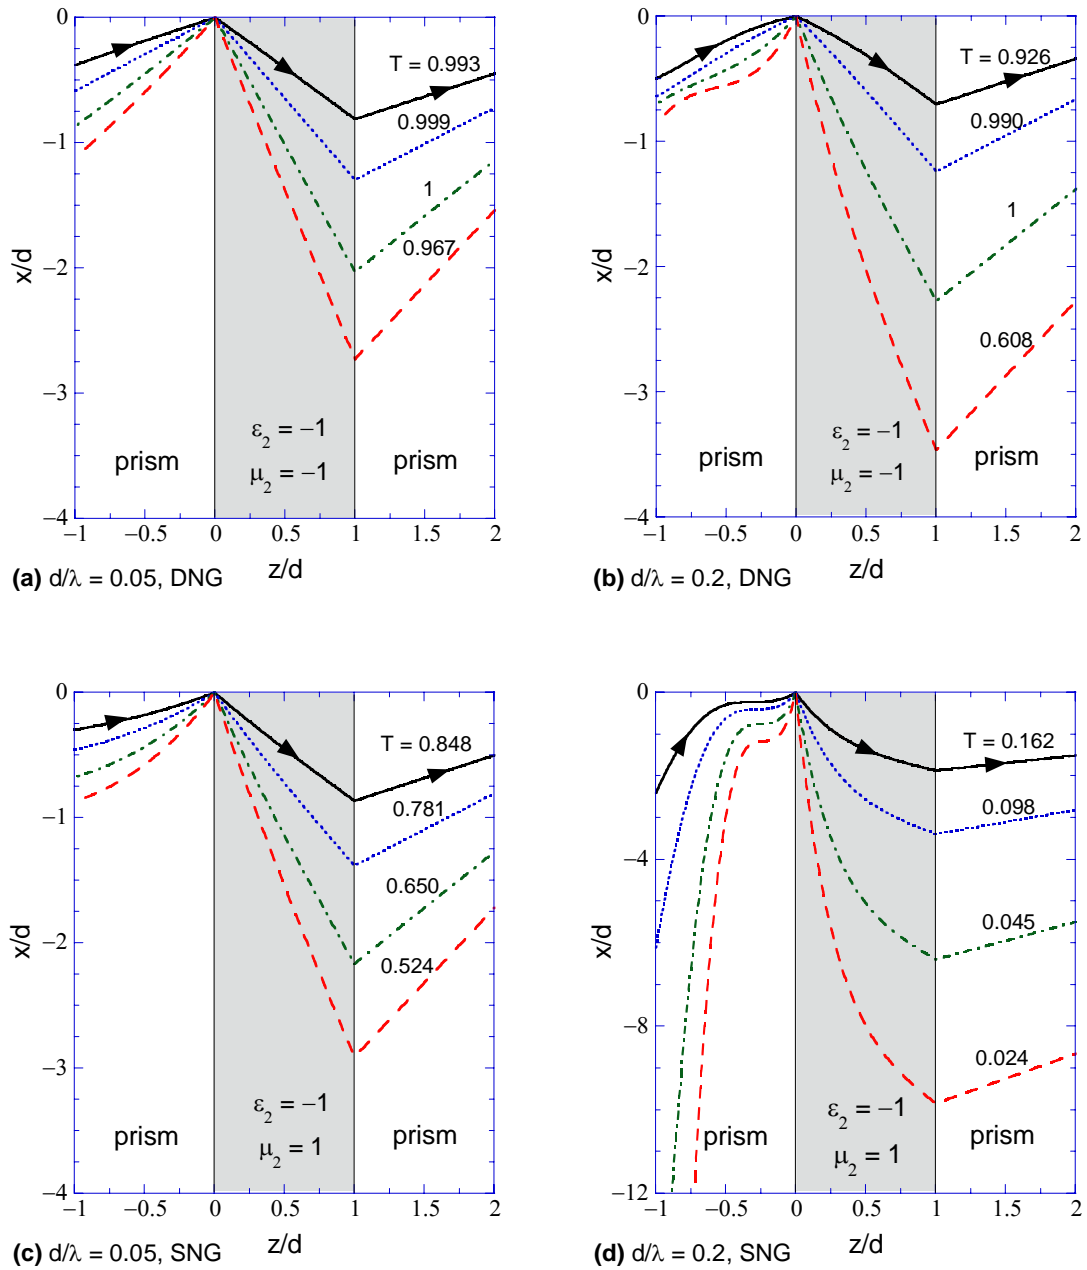 0
−1
−2
−3
−4
x/d
T = 0.993
0.999
1
0.967
ε₂ = −1
μ₂ = −1
prism
prism
−1 −0.5 0 0.5 1 1.5 2
z/d
(a) d/λ = 0.05, DNG
0
−1
−2
−3
−4
x/d
T = 0.926
0.990
1
0.608
ε₂ = −1
μ₂ = −1
prism
prism
−1 −0.5 0 0.5 1 1.5 2
z/d
(b) d/λ = 0.2, DNG
0
−1
−2
−3
−4
x/d
T = 0.848
0.781
0.650
0.524
ε₂ = −1
μ₂ = 1
prism
prism
−1 −0.5 0 0.5 1 1.5 2
z/d
(c) d/λ = 0.05, SNG
0
−4
−8
−12
x/d
T = 0.162
0.098
0.045
0.024
ε₂ = −1
μ₂ = 1
prism
prism
−1 −0.5 0 0.5 1 1.5 2
z/d
(d) d/λ = 0.2, SNG